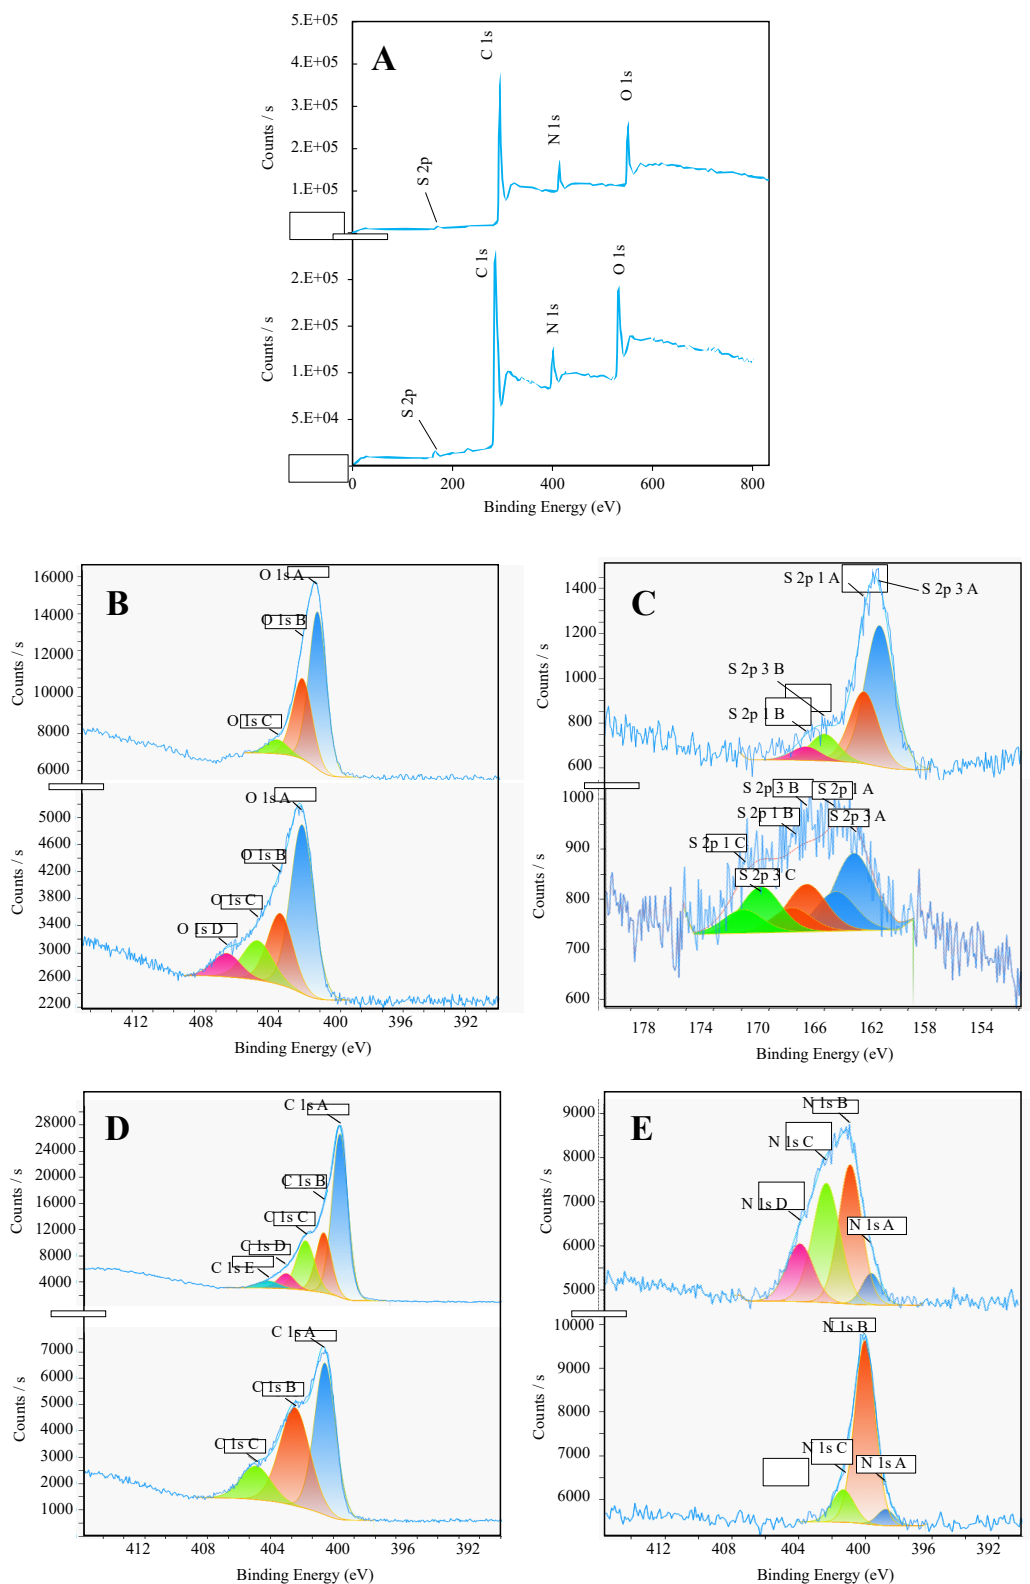 A
5.E+05
4.E+05
3.E+05
2.E+05
1.E+05
Counts / s
C 1s
N 1s
O 1s
S 2p
2.E+05
2.E+05
1.E+05
5.E+04
Counts / s
C 1s
N 1s
O 1s
S 2p
0 200 400 600 800
Binding Energy (eV)
B
16000
14000
12000
10000
8000
6000
Counts / s
O 1s A
O 1s B
O 1s C
5000
4600
3800
3400
3000
2600
2200
4200
Counts / s
O 1s A
O 1s B
O 1s C
O 1s D
412 408 404 400 396 392
Binding Energy (eV)
C
1400
1200
1000
800
600
Counts / s
S 2p 1 A
S 2p 3 A
S 2p 3 B
S 2p 1 B
1000
900
800
700
600
Counts / s
S 2p 3 B
S 2p 1 A
S 2p 1 B
S 2p 3 A
S 2p 1 C
S 2p 3 C
178 174 170 166 162 158 154
Binding Energy (eV)
D
28000
24000
20000
16000
12000
8000
4000
Counts / s
C 1s A
C 1s B
C 1s C
C 1s D
C 1s E
7000
6000
5000
4000
3000
2000
1000
Counts / s
C 1s A
C 1s B
C 1s C
412 408 404 400 396 392
Binding Energy (eV)
E
9000
8000
7000
6000
5000
Counts / s
N 1s B
N 1s C
N 1s D
N 1s A
10000
9000
8000
7000
6000
Counts / s
N 1s B
N 1s C
N 1s A
412 408 404 400 396 392
Binding Energy (eV)